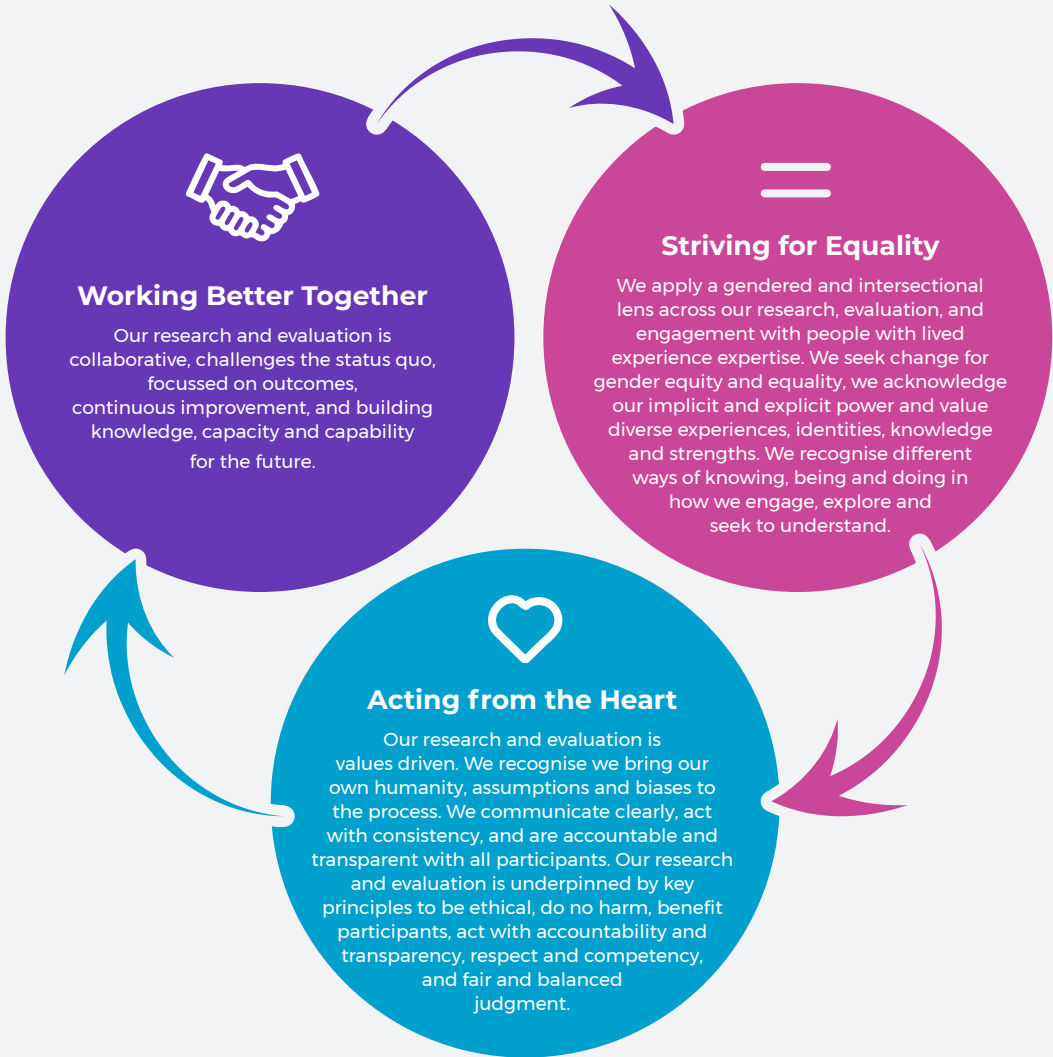 Working Better Together
Our research and evaluation is
collaborative, challenges the status quo,
focussed on outcomes,
continuous improvement, and building
knowledge, capacity and capability
for the future.
Striving for Equality
We apply a gendered and intersectional
lens across our research, evaluation, and
engagement with people with lived
experience expertise. We seek change for
gender equity and equality, we acknowledge
our implicit and explicit power and value
diverse experiences, identities, knowledge
and strengths. We recognise different
ways of knowing, being and doing in
how we engage, explore and
seek to understand.
Acting from the Heart
Our research and evaluation is
values driven. We recognise we bring our
own humanity, assumptions and biases to
the process. We communicate clearly, act
with consistency, and are accountable and
transparent with all participants. Our research
and evaluation is underpinned by key
principles to be ethical, do no harm, benefit
participants, act with accountability and
transparency, respect and competency,
and fair and balanced
judgment.